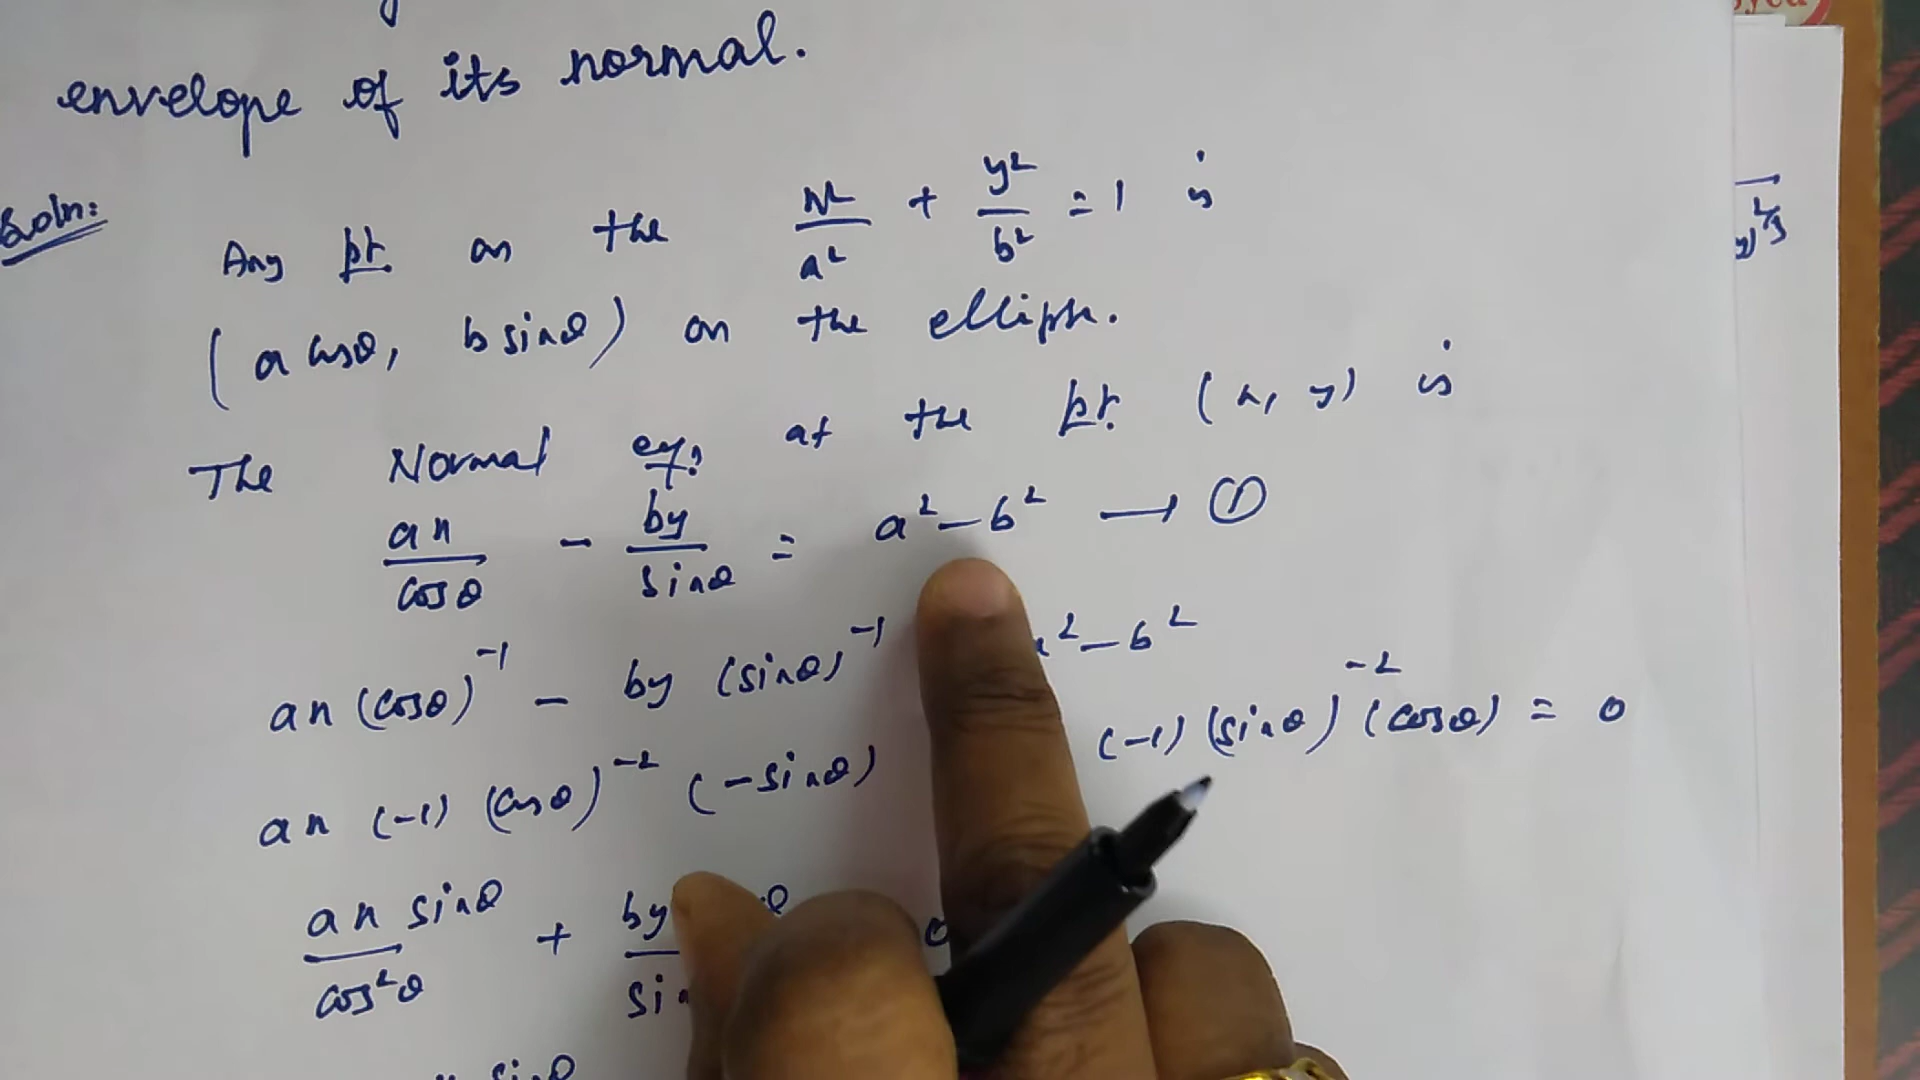 envelope of its normal.
Soln:
Any pt. on the x²/a² + y²/b² = 1 is
(a cosθ, b sinθ) on the ellipse.
The Normal eq. at the pt. (x, y) is
ax/cosθ - by/sinθ = a² - b² → ①
ax (cosθ)⁻¹ - by (sinθ)⁻¹ a² - b²
ax (-1) (cosθ)⁻² (-sinθ) (-1) (sinθ)⁻² (cosθ) = 0
ax sinθ/cos²θ + by
sinθ